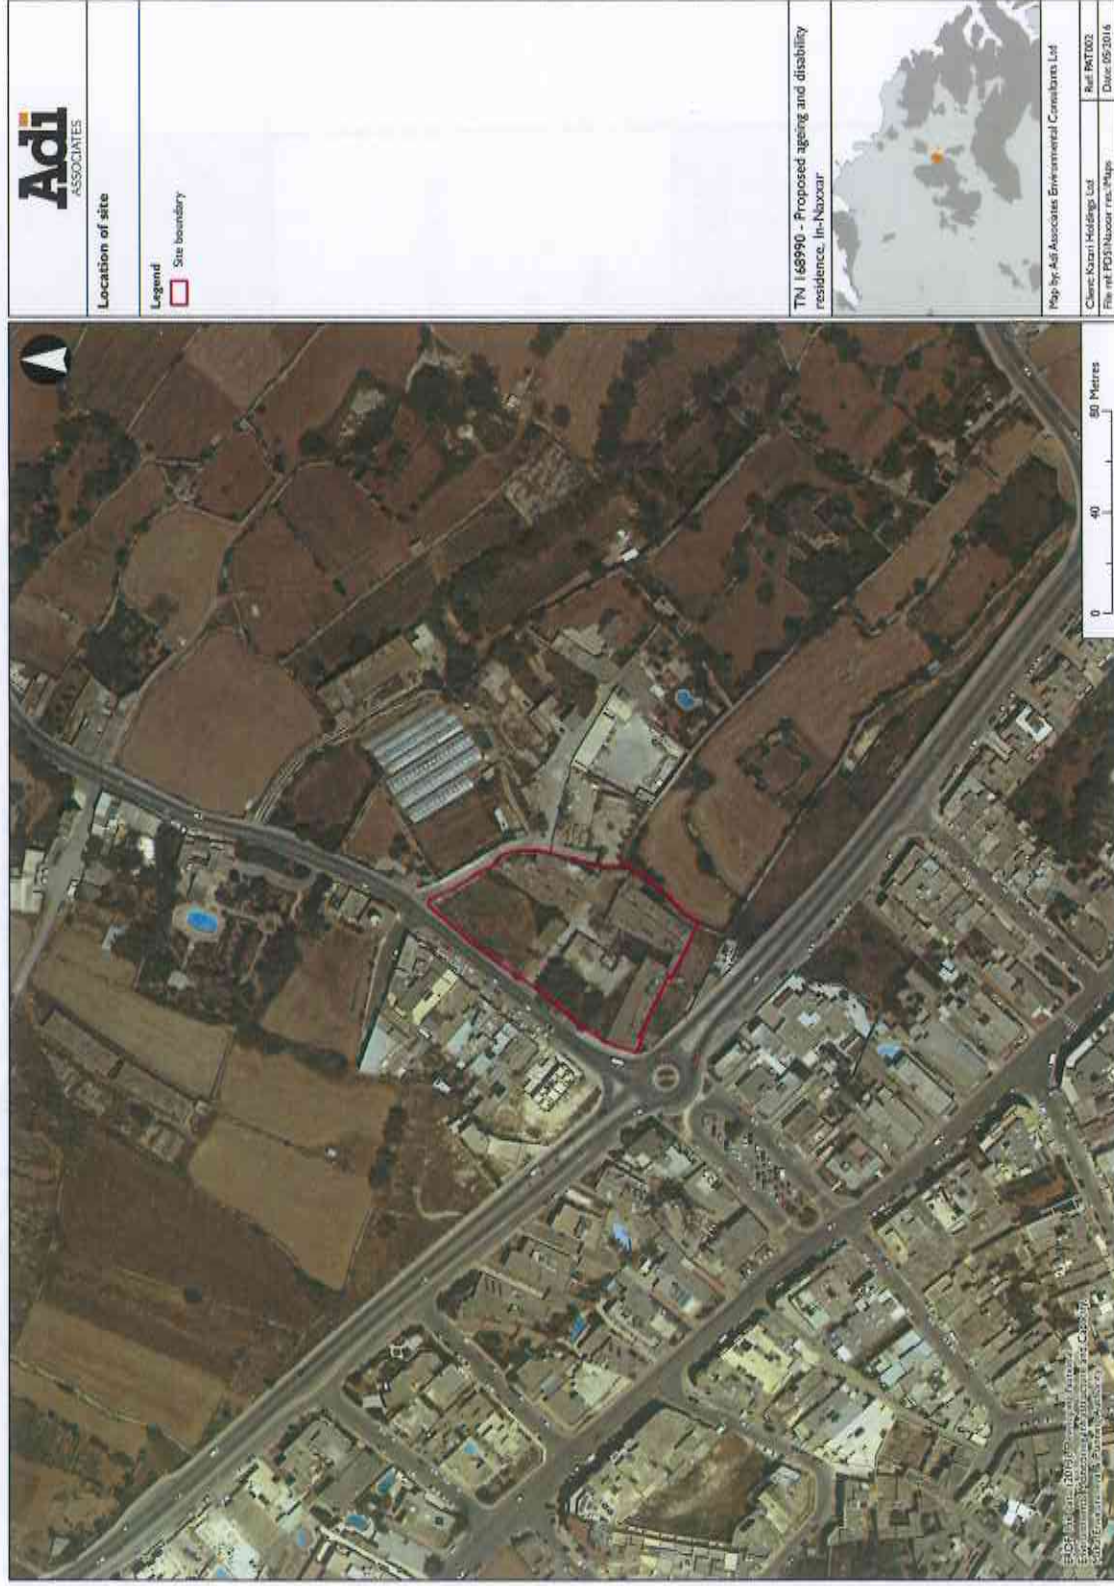 Adi
ASSOCIATES
Location of site
Legend
Site boundary
TN 168990 - Proposed ageing and disability
residence, In-Naxxar
Map by: Adi Associates Environmental Consultants Ltd
Client: Katari Holdings Ltd
Ref: PAT002
Date: 05/2016
0 40 80 Metres